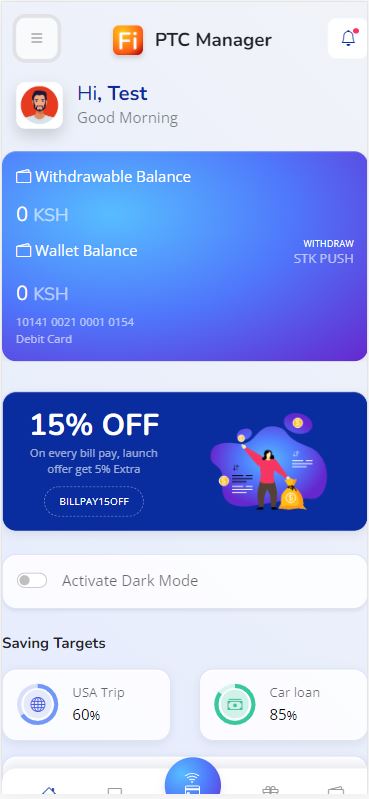 Fi PTC Manager
Hi, Test
Good Morning
Withdrawable Balance
0 KSH
Wallet Balance
WITHDRAW
STK PUSH
0 KSH
10141 0021 0001 0154
Debit Card
15% OFF
On every bill pay, launch
offer get 5% Extra
BILLPAY15OFF
Activate Dark Mode
Saving Targets
USA Trip
60%
Car loan
85%